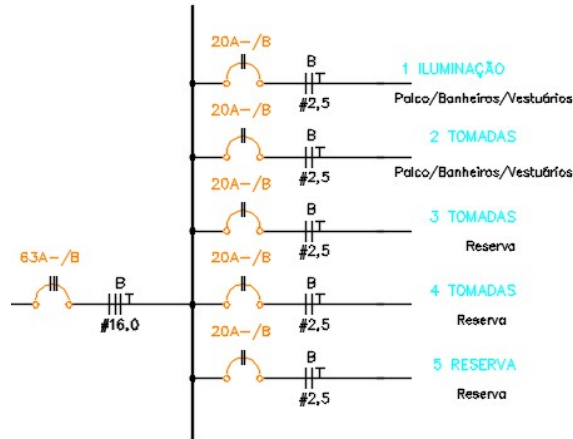 20A-/B
B
T
#2,5
1 ILUMINAÇÃO
Palco/Banheiros/Vestuários
20A-/B
B
T
#2,5
2 TOMADAS
Palco/Banheiros/Vestuários
20A-/B
B
T
#2,5
3 TOMADAS
Reserva
63A-/B
B
T
#16,0
20A-/B
B
T
#2,5
4 TOMADAS
Reserva
20A-/B
B
T
#2,5
5 RESERVA
Reserva